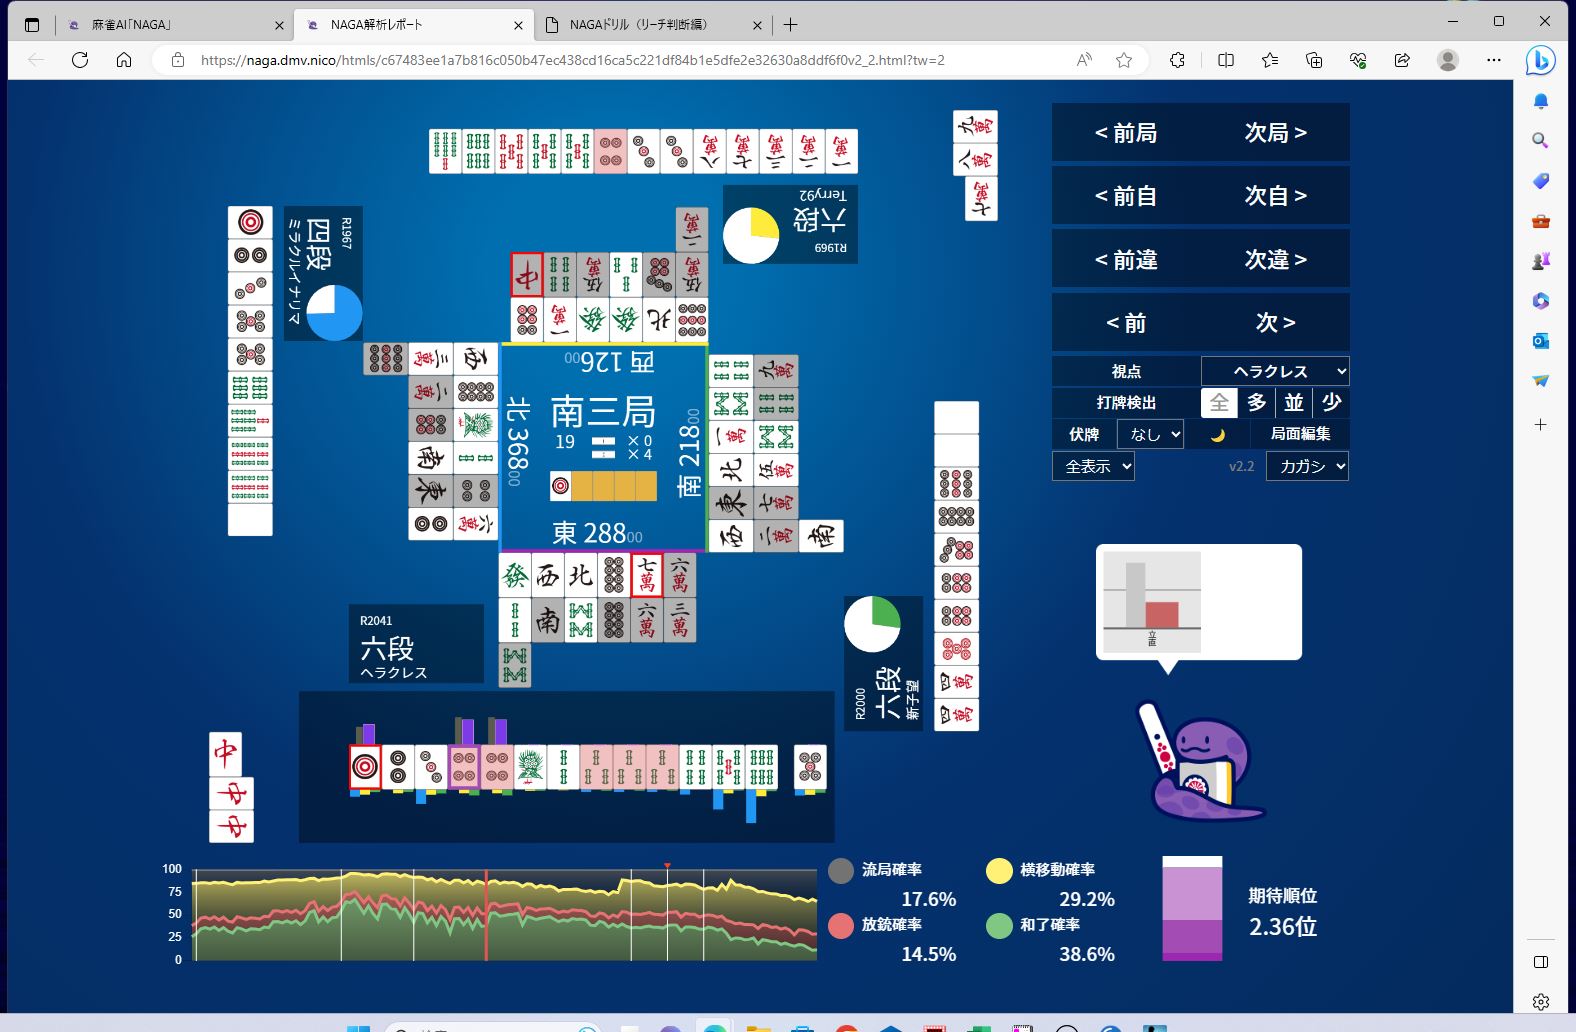 麻雀AI「NAGA」
NAGA解析レポート
NAGAドリル（リーチ判断編）
https://naga.dmv.nico/htmls/c67483ee1a7b816c050b47ec438cd16ca5c221df84b1e5dfe2e32630a8ddf6f0v2_2.html?tw=2
< 前局 次局 >
< 前自 次自 >
< 前違 次違 >
< 前 次 >
視点 ヘラクレス
打牌検出 全 多 並 少
伏牌 なし 局面編集
全表示 v2.2 カガシ
R1967
四段
ミラクルイナリマ
R1969
六段
Terry92
西 12600
北 36800
南三局
19 ×0
×4
南 21800
東 28800
R2041
六段
ヘラクレス
R2000
六段
新子望
立直
100
75
50
25
0
流局確率
17.6%
横移動確率
29.2%
放銃確率
14.5%
和了確率
38.6%
期待順位
2.36位